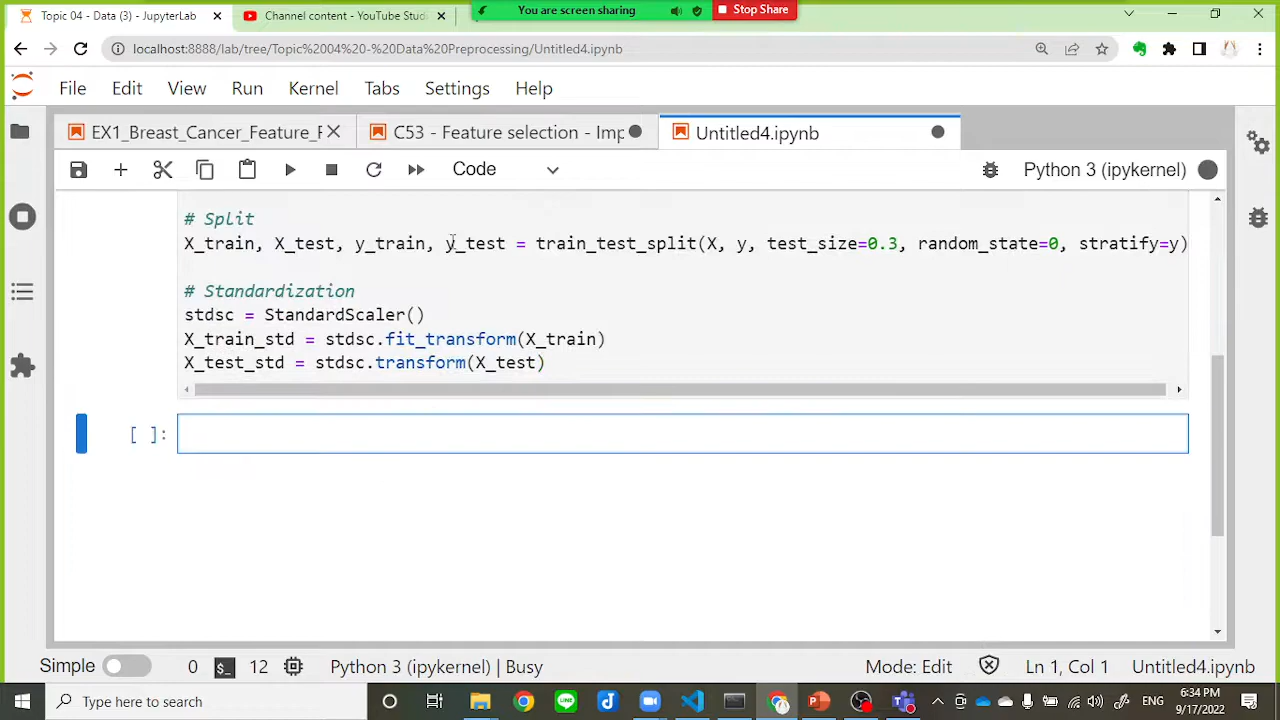 Topic 04 - Data (3) - JupyterLab
Channel content - YouTube Studi
You are screen sharing
Stop Share
localhost:8888/lab/tree/Topic%2004%20-%20Data%20Preprocessing/Untitled4.ipynb
File Edit View Run Kernel Tabs Settings Help
EX1_Breast_Cancer_Feature_F
C53 - Feature selection - Imp
Untitled4.ipynb
Code
Python 3 (ipykernel)
# Split
X_train, X_test, y_train, y_test = train_test_split(X, y, test_size=0.3, random_state=0, stratify=y)
# Standardization
stdsc = StandardScaler()
X_train_std = stdsc.fit_transform(X_train)
X_test_std = stdsc.transform(X_test)
[ ]:
Simple 0 $_ 12 Python 3 (ipykernel) | Busy Mode: Edit Ln 1, Col 1 Untitled4.ipynb
Type here to search
ENG
6:34 PM
9/17/2022